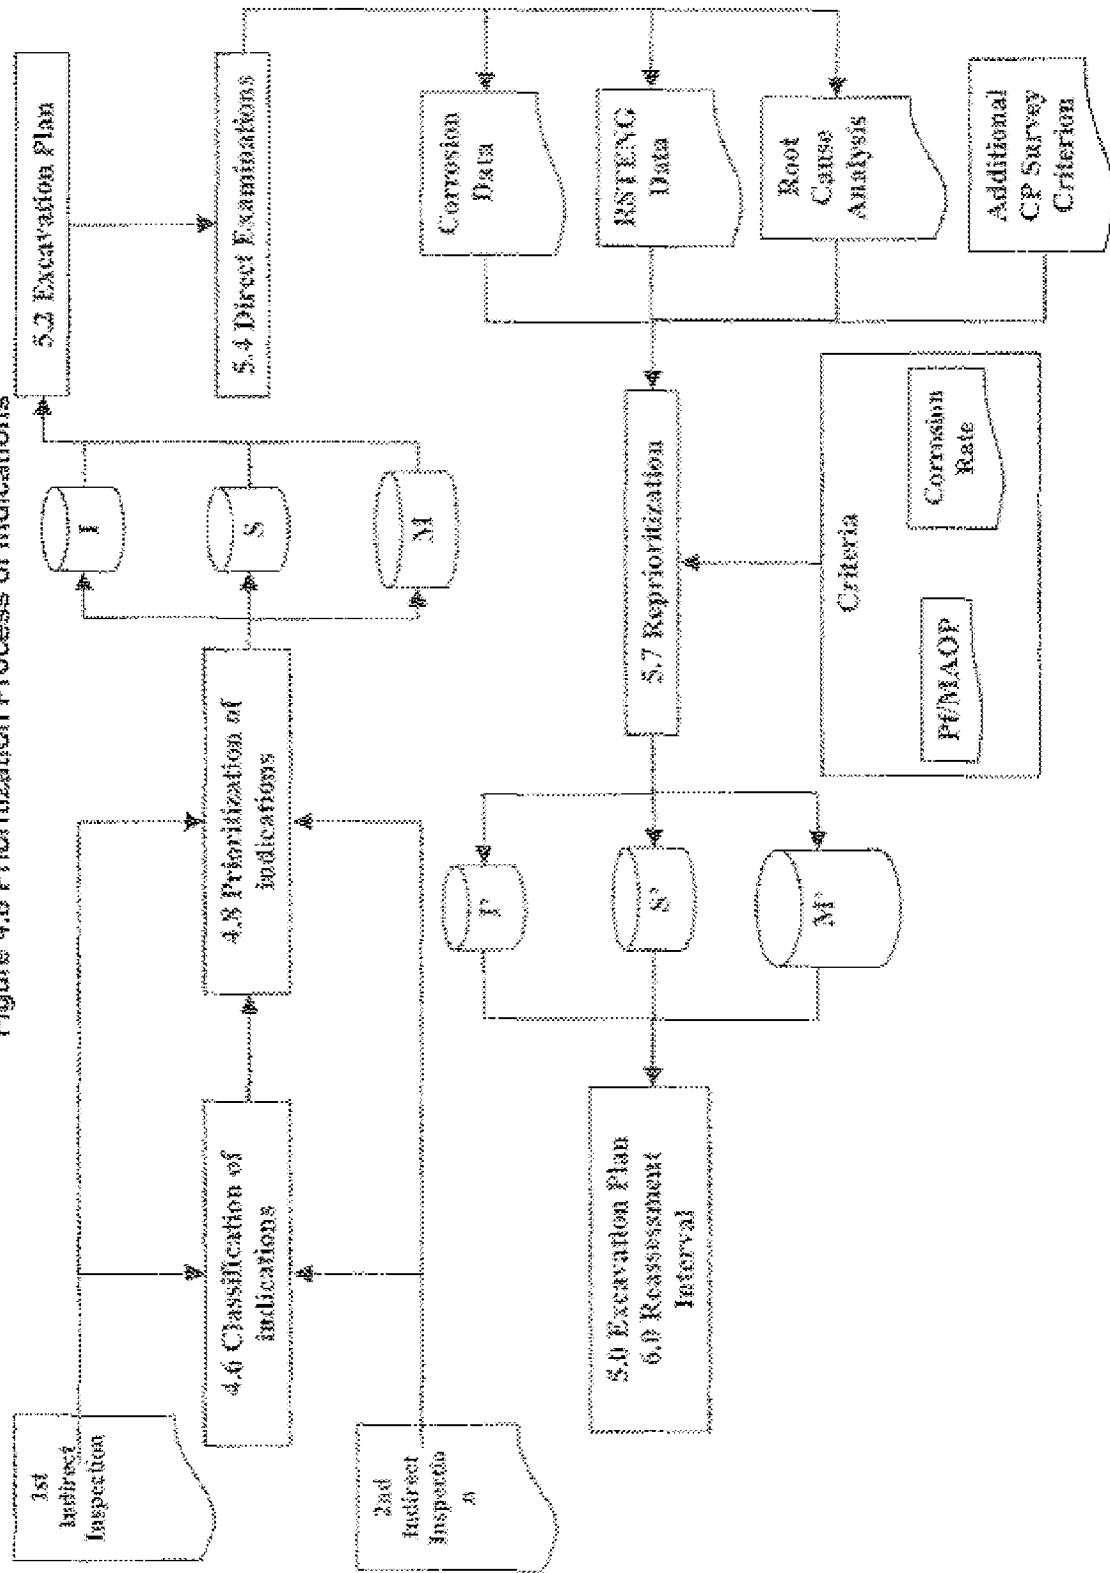 Figure 4.8 Prioritization Process of Indications
1st
Indirect
Inspection
2nd
Indirect
Inspectio
n
4.6 Classification of
indications
4.8 Prioritization of
indications
I
S
M
5.2 Excavation Plan
5.4 Direct Examinations
Corrosion
Data
RSTENG
Data
Root
Cause
Analysis
Additional
CP Survey
Criterion
5.7 Reprioritization
Criteria
Pf/MAOP
Corrosion
Rate
I'
S'
M'
5.0 Excavation Plan
6.0 Reassessment
Interval